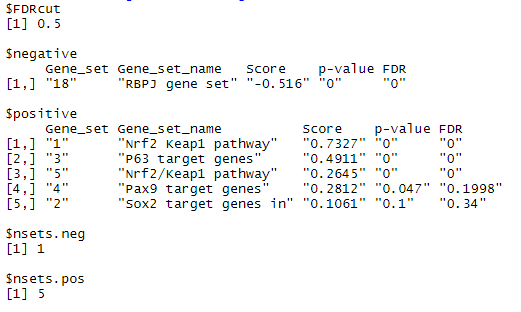 $FDRcut
[1] 0.5
$negative
Gene_set Gene_set_name Score p-value FDR
[1,] "18" "RBPJ gene set" "-0.516" "0" "0"
$positive
Gene_set Gene_set_name Score p-value FDR
[1,] "1" "Nrf2 Keap1 pathway" "0.7327" "0" "0"
[2,] "3" "P63 target genes" "0.4911" "0" "0"
[3,] "5" "Nrf2/Keap1 pathway" "0.2645" "0" "0"
[4,] "4" "Pax9 target genes" "0.2812" "0.047" "0.1998"
[5,] "2" "Sox2 target genes in" "0.1061" "0.1" "0.34"
$nsets.neg
[1] 1
$nsets.pos
[1] 5